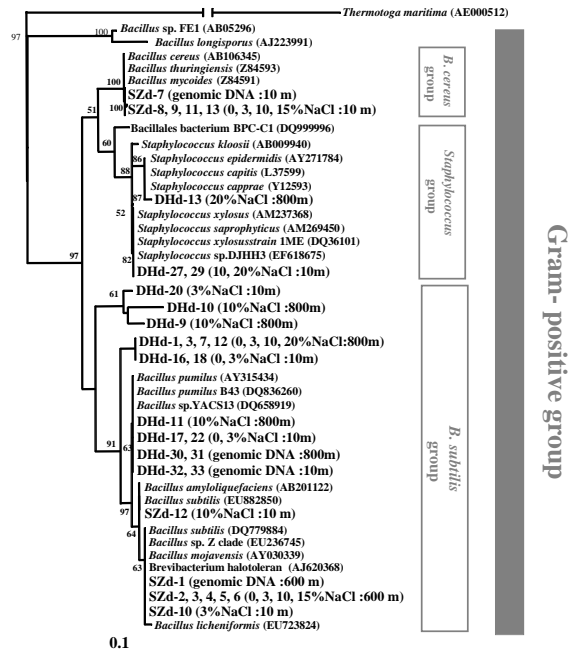 Thermotoga maritima (AE000512)
97
Bacillus sp. FE1 (AB05296)
100
Bacillus longisporus (AJ223991)
Bacillus cereus (AB106345)
Bacillus thuringiensis (Z84593)
100
Bacillus mycoides (Z84591)
SZd-7 (genomic DNA :10 m)
100
SZd-8, 9, 11, 13 (0, 3, 10, 15%NaCl :10 m)
B. cereus
group
51
Bacillales bacterium BPC-C1 (DQ999996)
60
Staphylococcus kloosii (AB009940)
86
Staphylococcus epidermidis (AY271784)
88
Staphylococcus capitis (L37599)
Staphylococcus capprae (Y12593)
87
DHd-13 (20%NaCl :800m)
52
Staphylococcus xylosus (AM237368)
Staphylococcus saprophyticus (AM269450)
Staphylococcus xylosusstrain 1ME (DQ36101)
82
Staphylococcus sp.DJHH3 (EF618675)
DHd-27, 29 (10, 20%NaCl :10m)
Staphylococcus
group
97
61
DHd-20 (3%NaCl :10m)
DHd-10 (10%NaCl :800m)
DHd-9 (10%NaCl :800m)
DHd-1, 3, 7, 12 (0, 3, 10, 20%NaCl:800m)
DHd-16, 18 (0, 3%NaCl :10m)
91
Bacillus pumilus (AY315434)
Bacillus pumilus B43 (DQ836260)
Bacillus sp.YACS13 (DQ658919)
DHd-11 (10%NaCl :800m)
DHd-17, 22 (0, 3%NaCl :10m)
63
DHd-30, 31 (genomic DNA :800m)
DHd-32, 33 (genomic DNA :10m)
Bacillus amyloliquefaciens (AB201122)
97
Bacillus subtilis (EU882850)
SZd-12 (10%NaCl :10 m)
64
Bacillus subtilis (DQ779884)
Bacillus sp. Z clade (EU236745)
Bacillus mojavensis (AY030339)
63
Brevibacterium halotoleran (AJ620368)
SZd-1 (genomic DNA :600 m)
SZd-2, 3, 4, 5, 6 (0, 3, 10, 15%NaCl :600 m)
SZd-10 (3%NaCl :10 m)
Bacillus licheniformis (EU723824)
B. subtilis
group
Gram- positive group
0.1